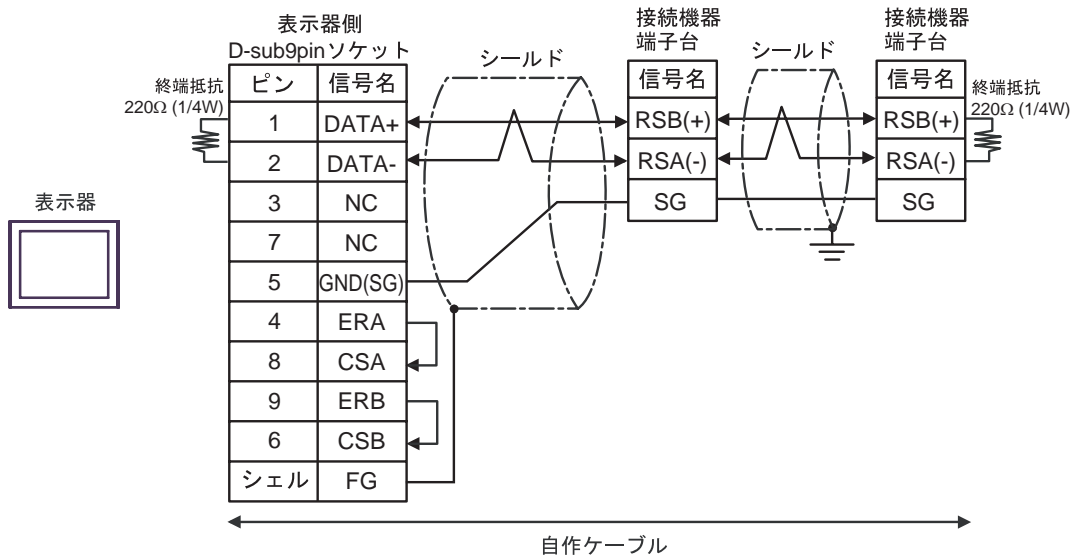 表示器側
D-sub9pinソケット
ピン 信号名
1 DATA+
2 DATA-
3 NC
7 NC
5 GND(SG)
4 ERA
8 CSA
9 ERB
6 CSB
シェル FG
終端抵抗
220Ω (1/4W)
表示器
シールド
接続機器
端子台
信号名
RSB(+)
RSA(-)
SG
シールド
接続機器
端子台
信号名
RSB(+)
RSA(-)
SG
終端抵抗
220Ω (1/4W)
自作ケーブル